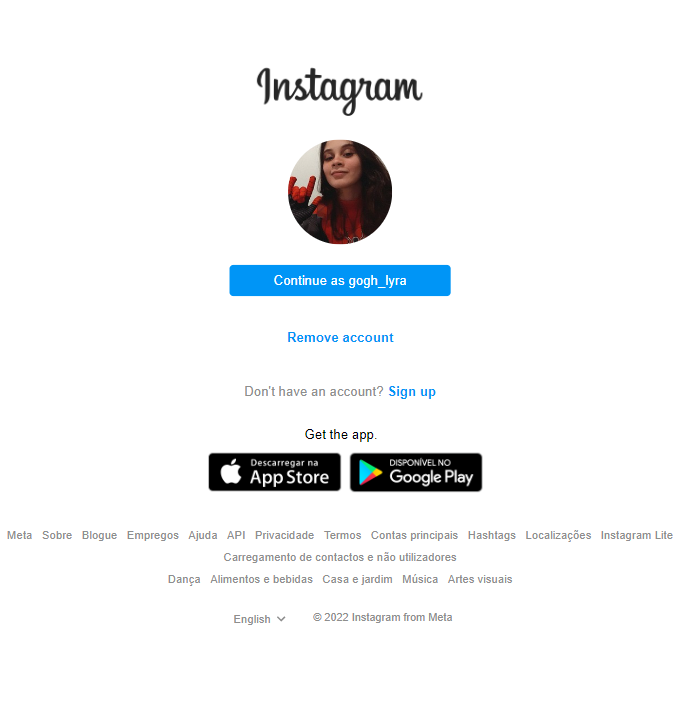 Instagram
Continue as gogh_lyra
Remove account
Don't have an account? Sign up
Get the app.
Descarregar na App Store
DISPONÍVEL NO Google Play
Meta Sobre Blogue Empregos Ajuda API Privacidade Termos Contas principais Hashtags Localizações Instagram Lite
Carregamento de contactos e não utilizadores
Dança Alimentos e bebidas Casa e jardim Música Artes visuais
English © 2022 Instagram from Meta